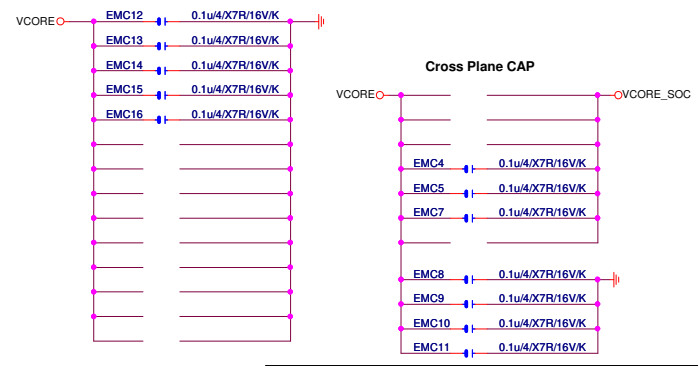 VCORE
EMC12 0.1u/4/X7R/16V/K
EMC13 0.1u/4/X7R/16V/K
EMC14 0.1u/4/X7R/16V/K
EMC15 0.1u/4/X7R/16V/K
EMC16 0.1u/4/X7R/16V/K
Cross Plane CAP
VCORE
VCORE_SOC
EMC4 0.1u/4/X7R/16V/K
EMC5 0.1u/4/X7R/16V/K
EMC7 0.1u/4/X7R/16V/K
EMC8 0.1u/4/X7R/16V/K
EMC9 0.1u/4/X7R/16V/K
EMC10 0.1u/4/X7R/16V/K
EMC11 0.1u/4/X7R/16V/K